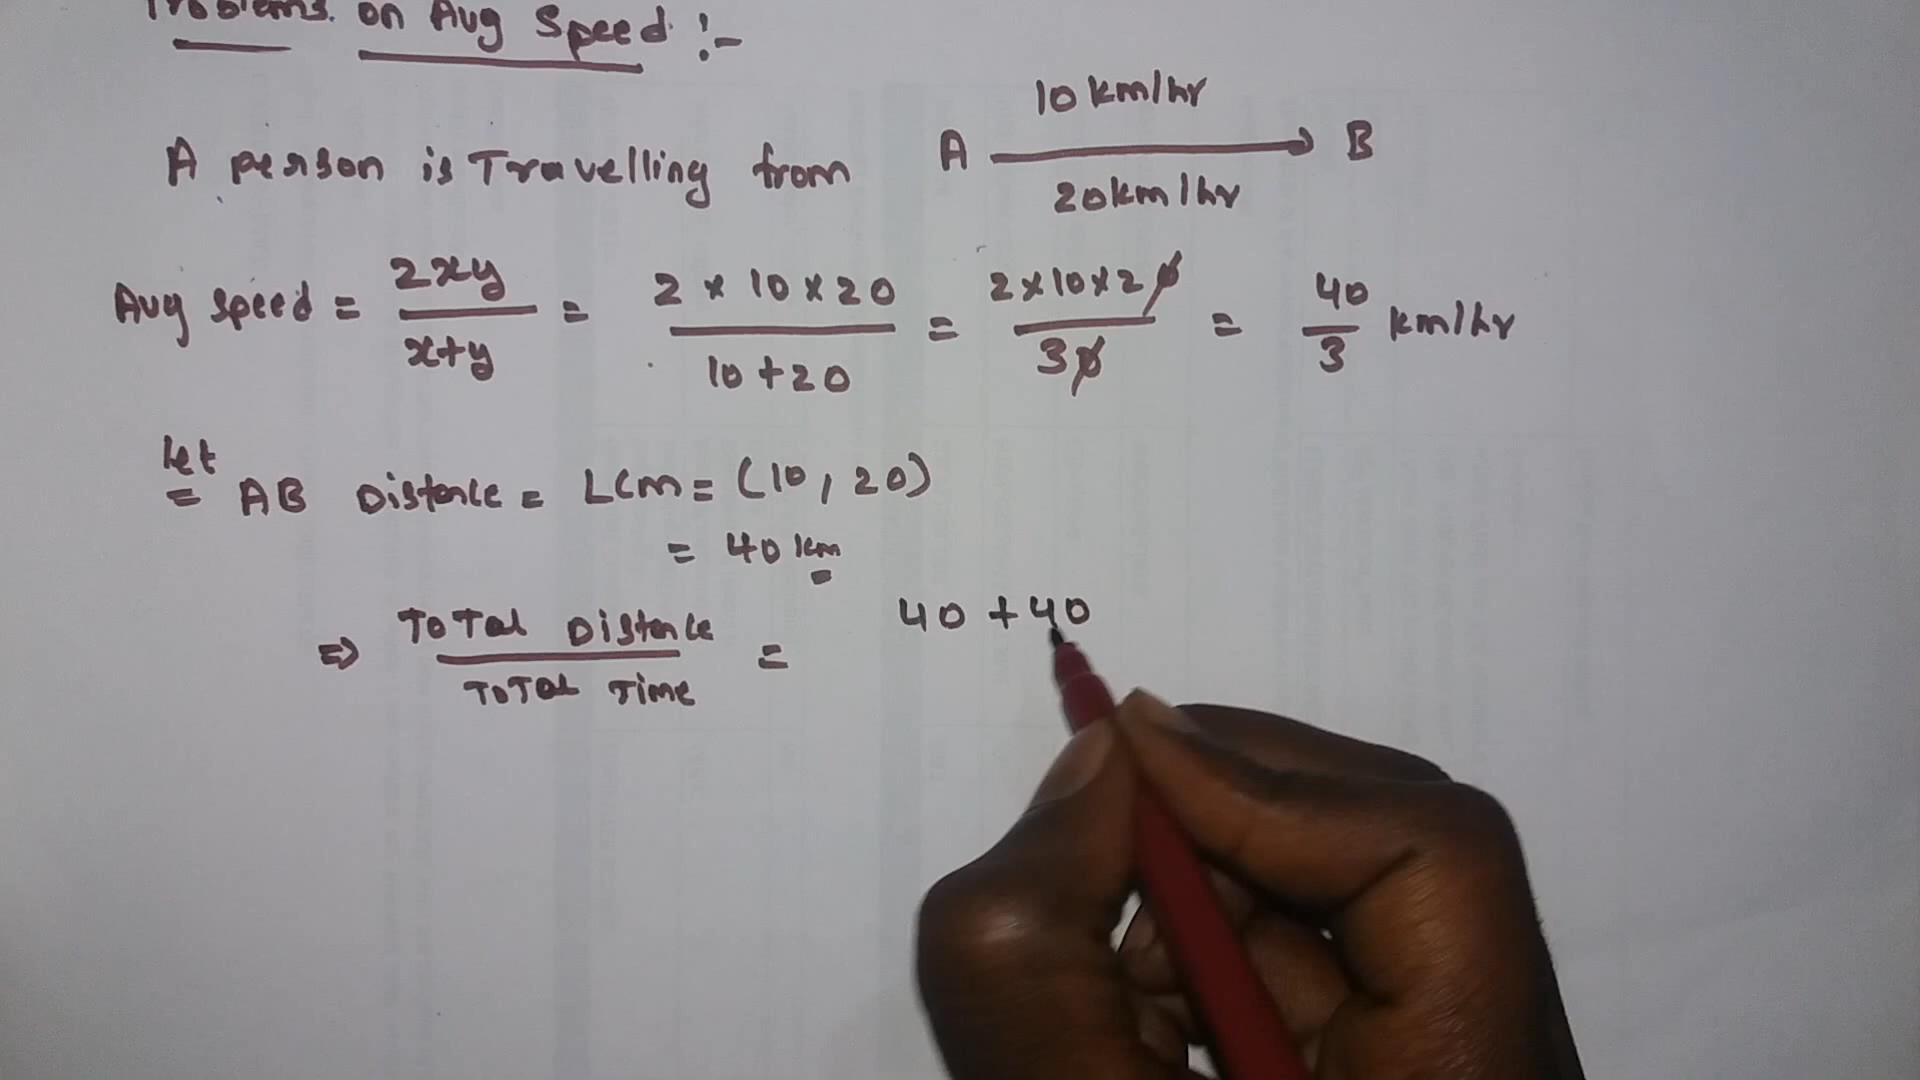 Problems on Avg Speed :-
10 km/hr
A person is Travelling from A → B
20km/hr
Avg speed = 2xy / x+y = 2 × 10 × 20 / 10 + 20 = 2×10×20 / 30 = 40 / 3 km/hr
let
= AB Distance = LCM = (10, 20)
= 40 km
⇒ Total Distance / Total Time = 40 + 40